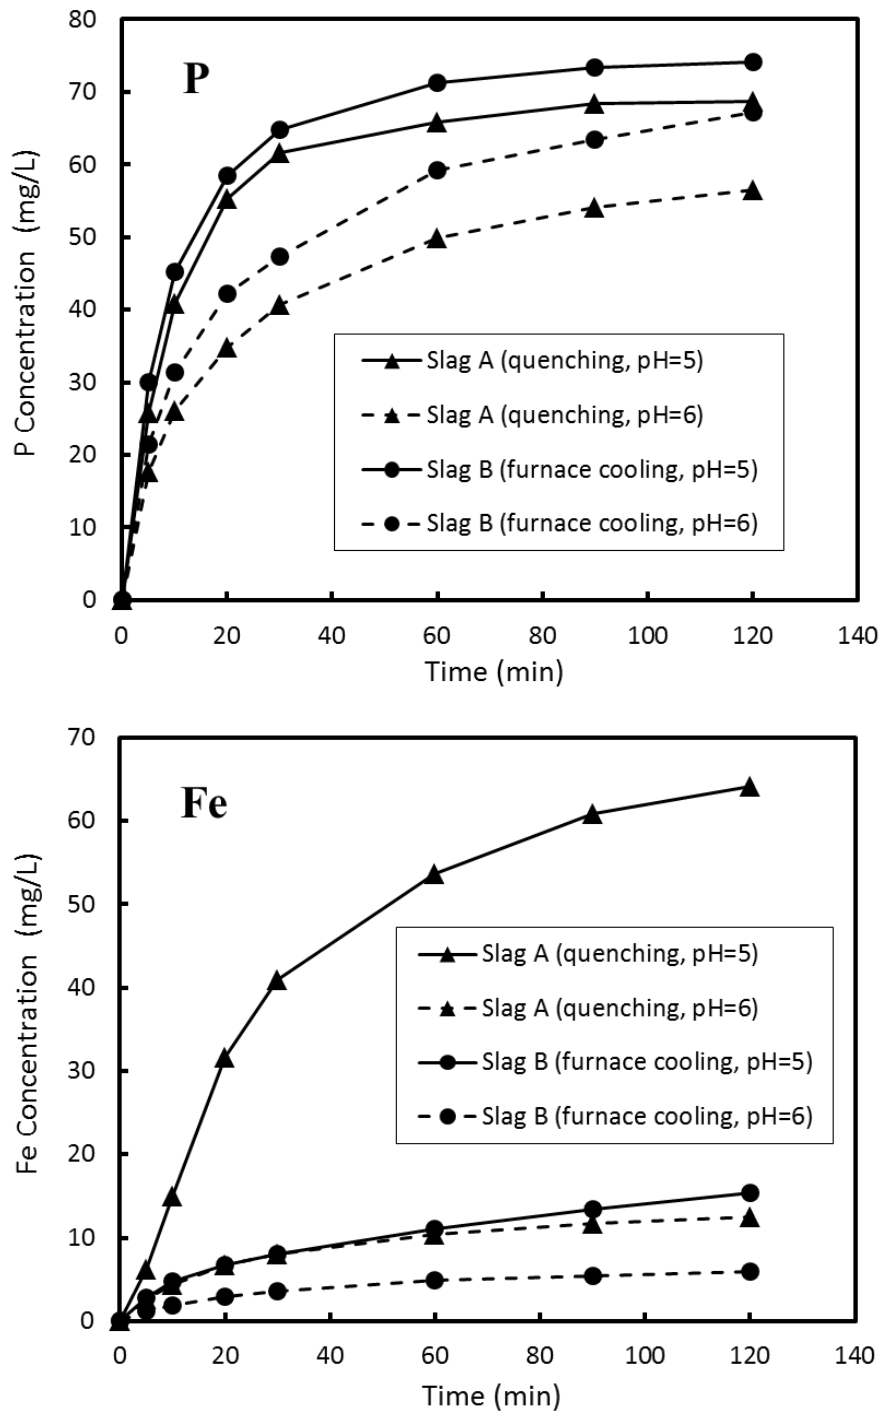 P
P Concentration (mg/L)
80
70
60
50
40
30
20
10
0
Slag A (quenching, pH=5)
Slag A (quenching, pH=6)
Slag B (furnace cooling, pH=5)
Slag B (furnace cooling, pH=6)
0 20 40 60 80 100 120 140
Time (min)
Fe
Fe Concentration (mg/L)
70
60
50
40
30
20
10
0
Slag A (quenching, pH=5)
Slag A (quenching, pH=6)
Slag B (furnace cooling, pH=5)
Slag B (furnace cooling, pH=6)
0 20 40 60 80 100 120 140
Time (min)